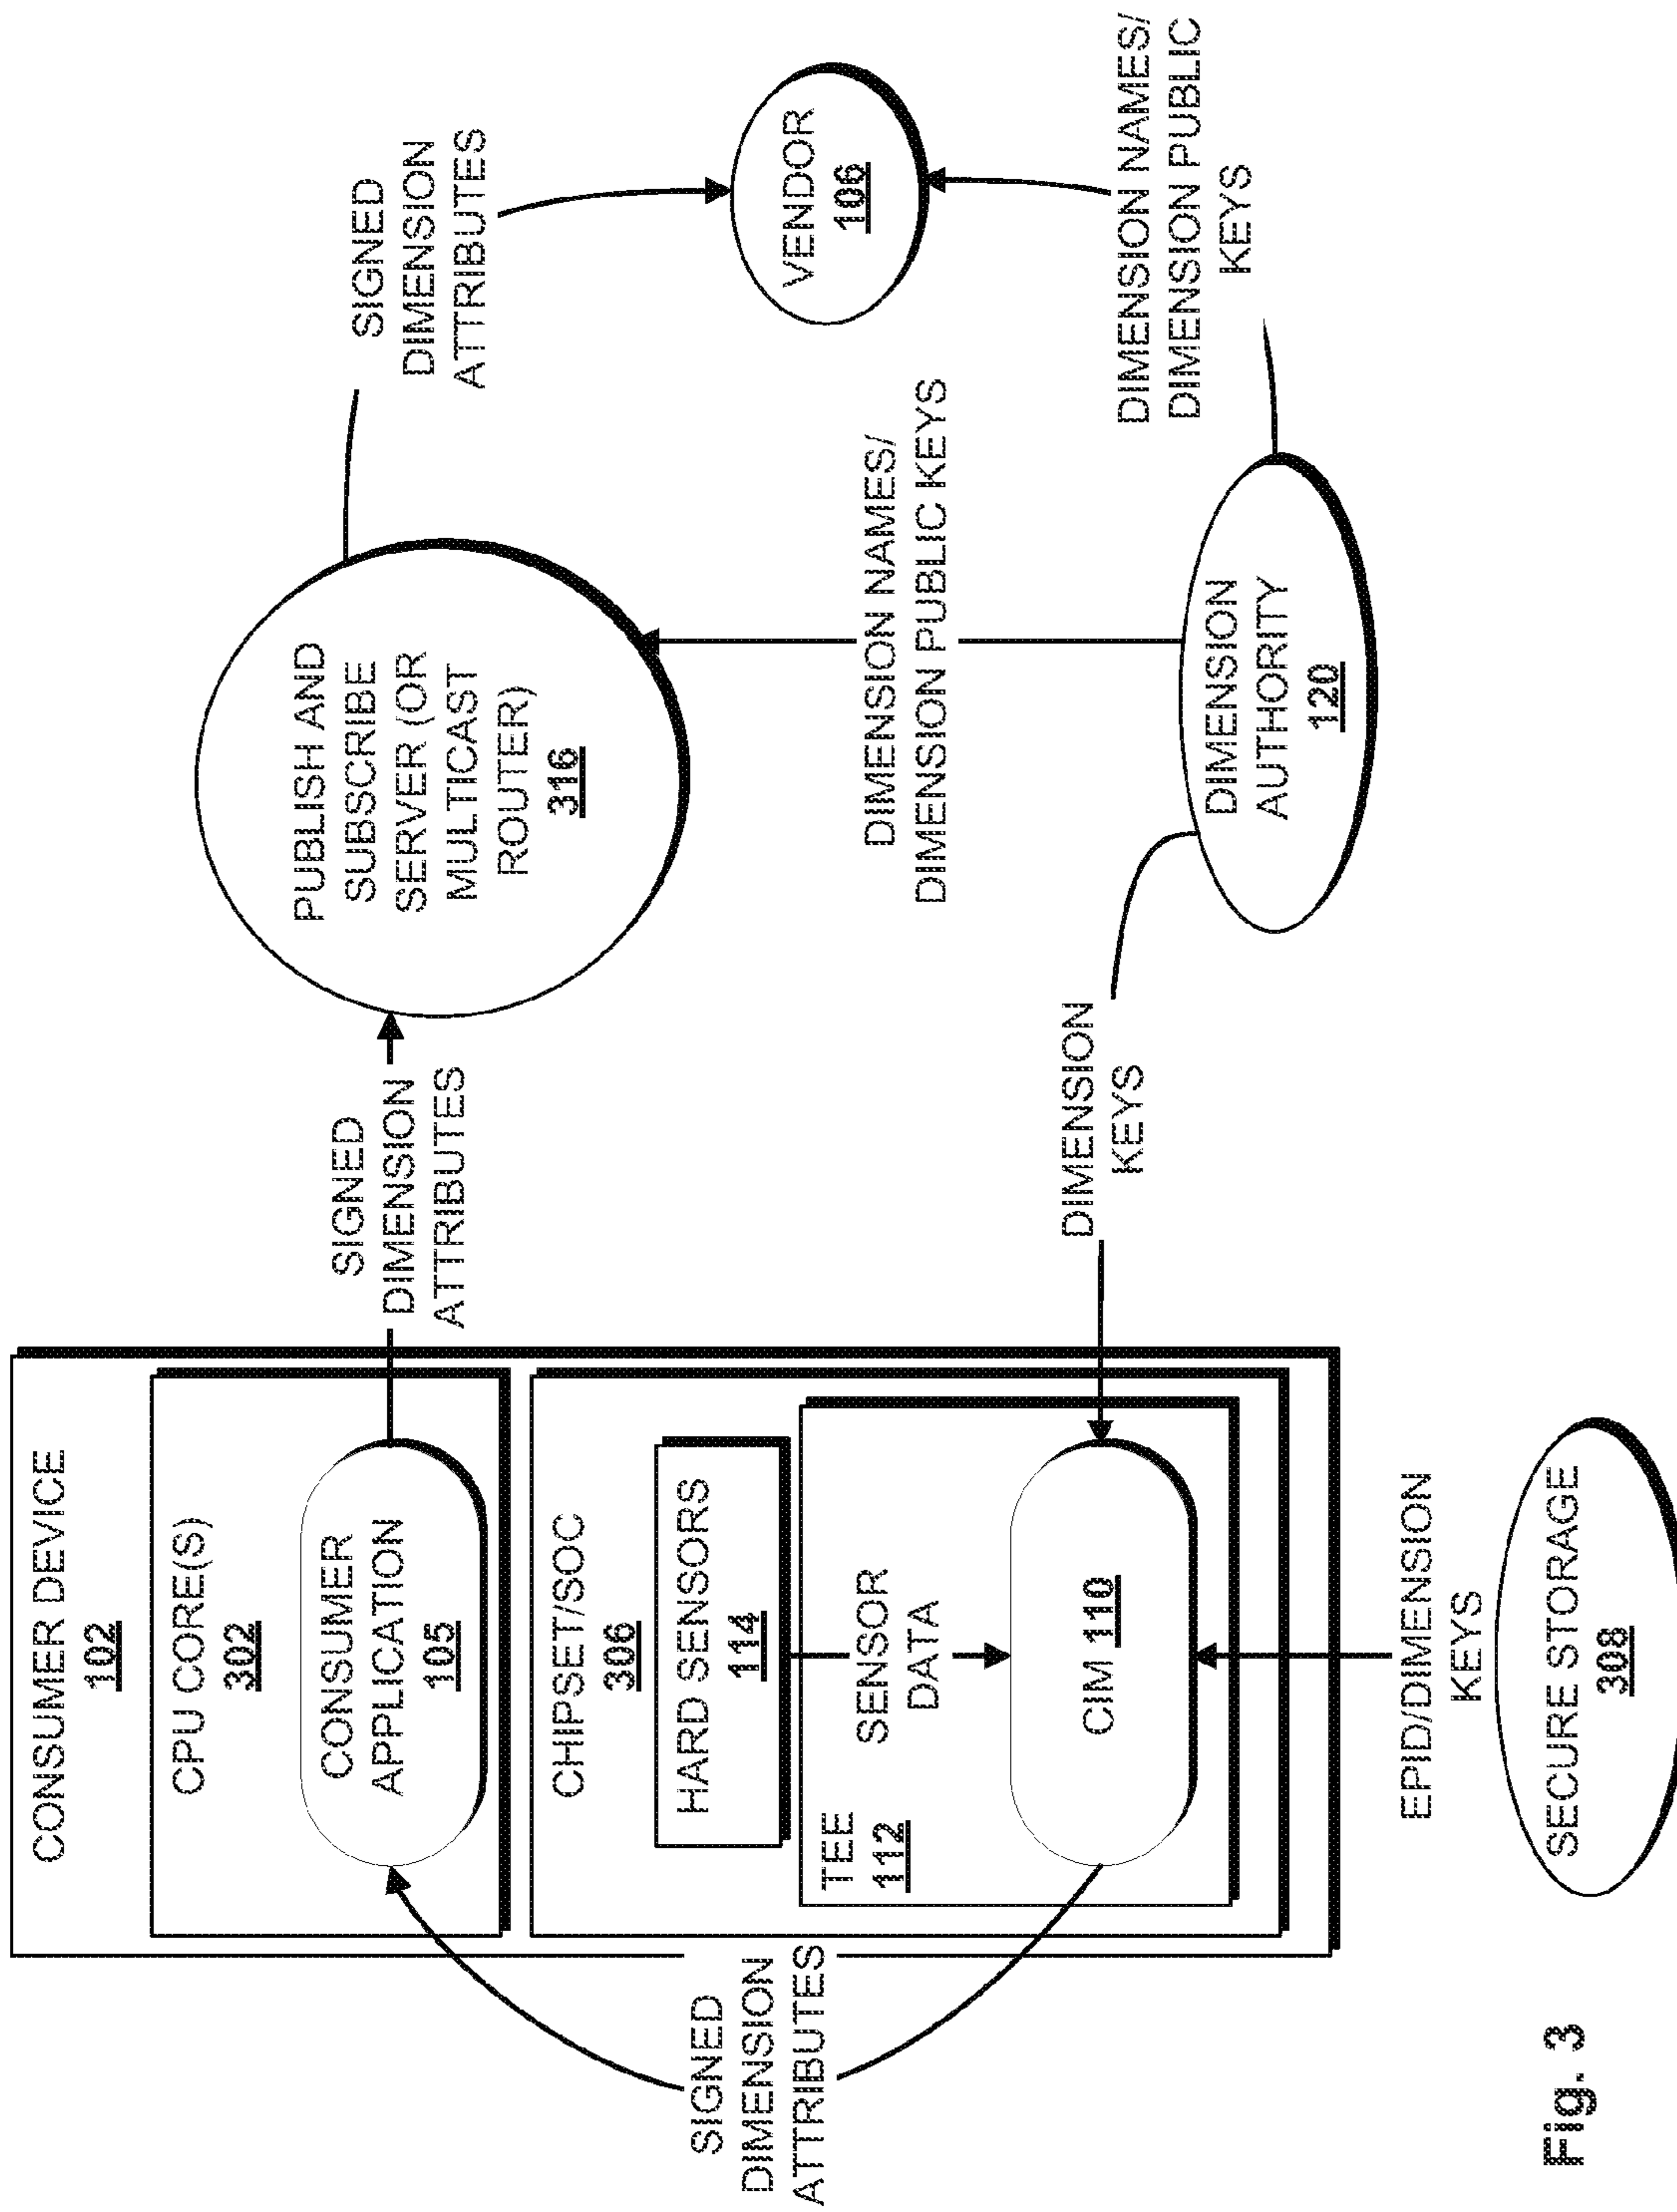 CONSUMER DEVICE
102
CPU CORE(S)
302
CONSUMER
APPLICATION
105
CHIPSET/SOC
306
HARD SENSORS
114
TEE
112
SENSOR
DATA
CIM 110
SIGNED
DIMENSION
ATTRIBUTES
EPID/DIMENSION
KEYS
SECURE STORAGE
308
SIGNED
DIMENSION
ATTRIBUTES
DIMENSION
KEYS
PUBLISH AND
SUBSCRIBE
SERVER (OR
MULTICAST
ROUTER)
316
DIMENSION NAMES/
DIMENSION PUBLIC KEYS
DIMENSION
AUTHORITY
120
SIGNED
DIMENSION
ATTRIBUTES
VENDOR
106
DIMENSION NAMES/
DIMENSION PUBLIC
KEYS
Fig. 3